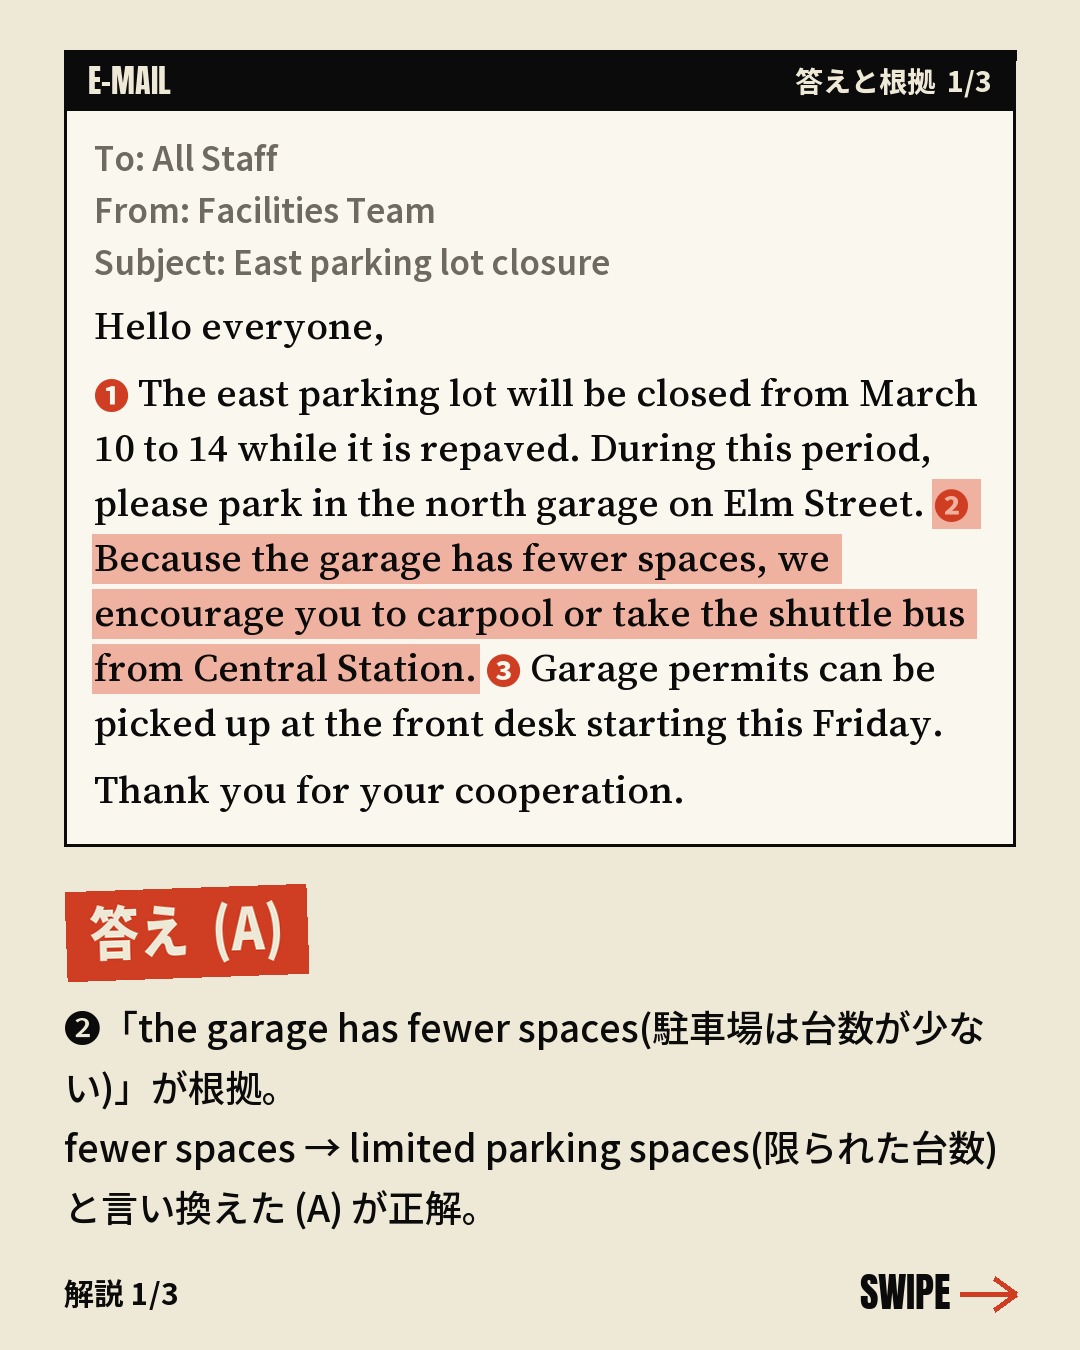 E-MAIL
答えと根拠 1/3
To: All Staff
From: Facilities Team
Subject: East parking lot closure
Hello everyone,
❶ The east parking lot will be closed from March
10 to 14 while it is repaved. During this period,
please park in the north garage on Elm Street. ❷
Because the garage has fewer spaces, we
encourage you to carpool or take the shuttle bus
from Central Station. ❸ Garage permits can be
picked up at the front desk starting this Friday.
Thank you for your cooperation.
答え (A)
❷「the garage has fewer spaces(駐車場は台数が少な
い)」が根拠。
fewer spaces → limited parking spaces(限られた台数)
と言い換えた (A) が正解。
解説 1/3
SWIPE →